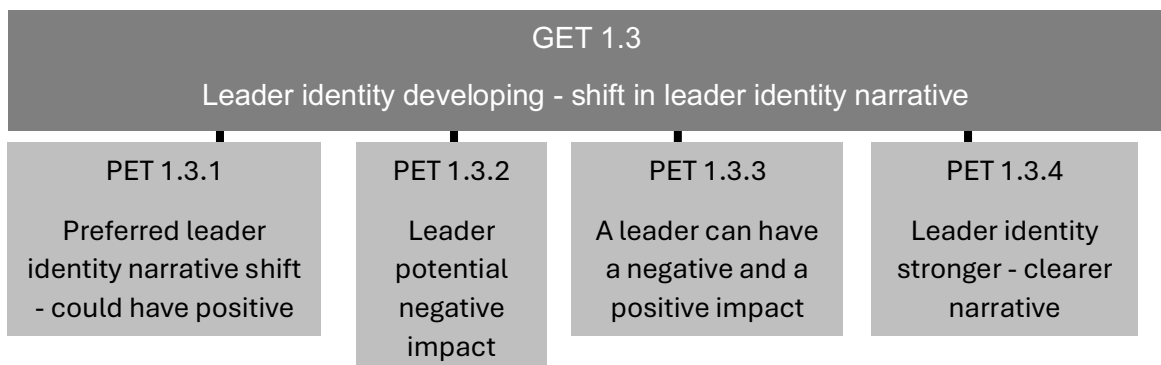 GET 1.3
Leader identity developing - shift in leader identity narrative
PET 1.3.1
Preferred leader
identity narrative shift
- could have positive
PET 1.3.2
Leader
potential
negative
impact
PET 1.3.3
A leader can have
a negative and a
positive impact
PET 1.3.4
Leader identity
stronger - clearer
narrative